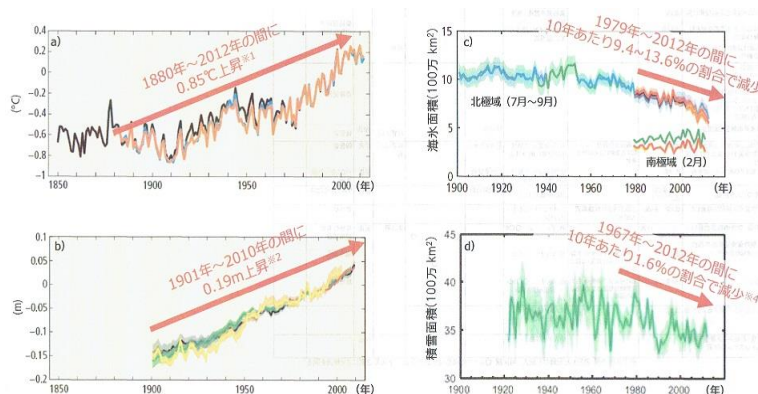 a)
1880年～2012年の間に
0.85℃上昇※1
(℃)
0.4
0.2
0
−0.2
−0.4
−0.6
−0.8
−1
1850
1900
1950
2000
(年)
c)
1979年～2012年の間に
10年あたり9.4~13.6%の割合で減少
海氷面積(100万 km2)
15
10
5
0
北極域（7月～9月）
南極域（2月）
1900
1920
1940
1960
1980
2000
(年)
b)
1901年～2010年の間に
0.19m上昇※2
(m)
0.1
0.05
0
−0.05
−0.1
−0.15
−0.2
1850
1900
1950
2000
(年)
d)
1967年～2012年の間に
10年あたり1.6%の割合で減少※4
積雪面積(100万 km2)
45
40
35
30
1900
1920
1940
1960
1980
2000
(年)